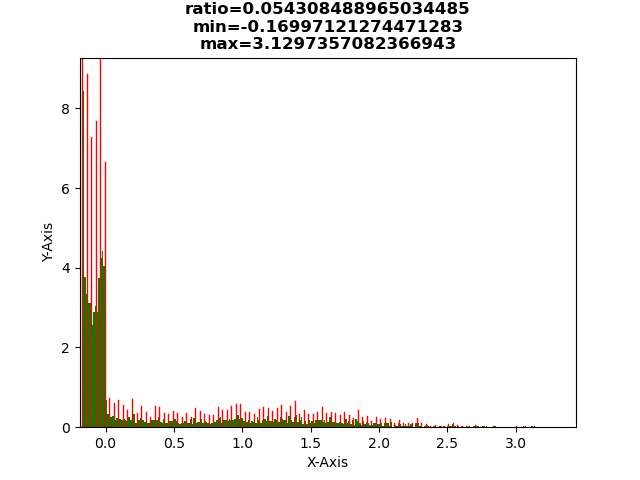 ratio=0.054308488965034485
min=-0.16997121274471283
max=3.1297357082366943
8
6
4
2
0
Y-Axis
0.0 0.5 1.0 1.5 2.0 2.5 3.0
X-Axis